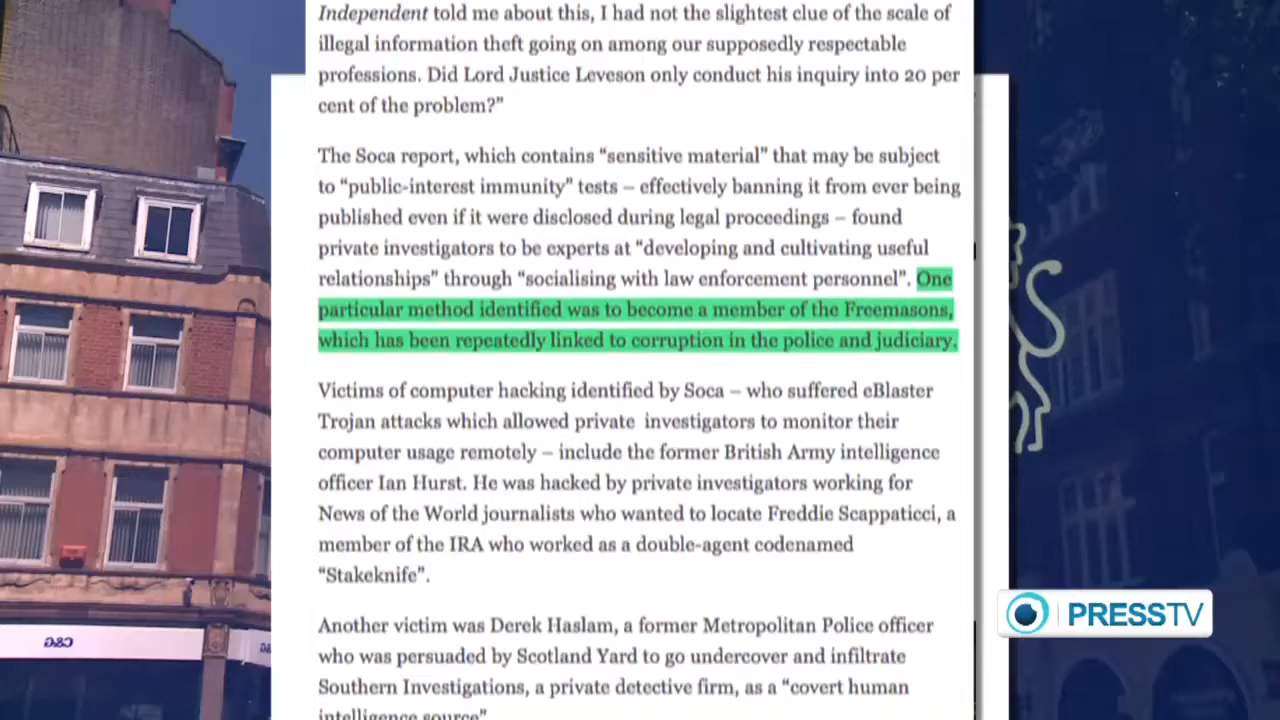 Independent told me about this, I had not the slightest clue of the scale of
illegal information theft going on among our supposedly respectable
professions. Did Lord Justice Leveson only conduct his inquiry into 20 per
cent of the problem?”
The Soca report, which contains “sensitive material” that may be subject
to “public-interest immunity” tests – effectively banning it from ever being
published even if it were disclosed during legal proceedings – found
private investigators to be experts at “developing and cultivating useful
relationships” through “socialising with law enforcement personnel”. One
particular method identified was to become a member of the Freemasons,
which has been repeatedly linked to corruption in the police and judiciary.
Victims of computer hacking identified by Soca – who suffered eBlaster
Trojan attacks which allowed private investigators to monitor their
computer usage remotely – include the former British Army intelligence
officer Ian Hurst. He was hacked by private investigators working for
News of the World journalists who wanted to locate Freddie Scappaticci, a
member of the IRA who worked as a double-agent codenamed
“Stakeknife”.
Another victim was Derek Haslam, a former Metropolitan Police officer
who was persuaded by Scotland Yard to go undercover and infiltrate
Southern Investigations, a private detective firm, as a “covert human
intelligence source”
PRESSTV